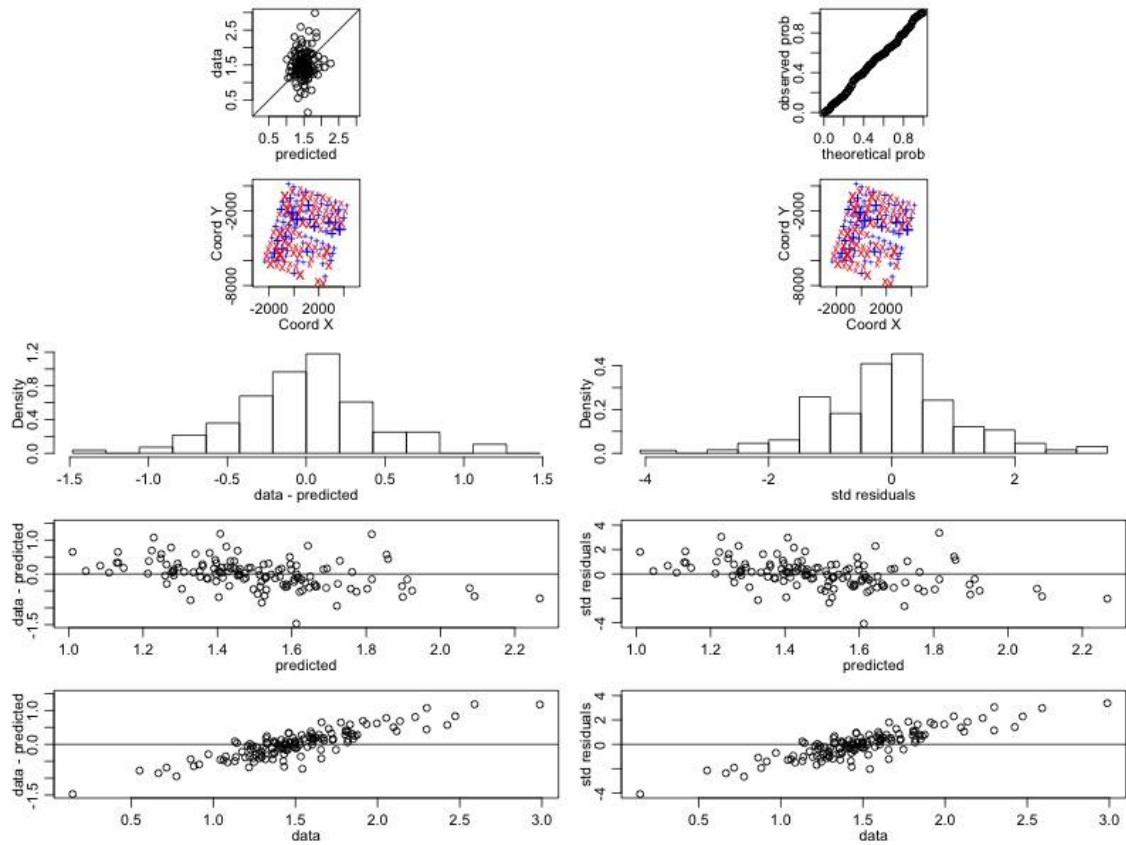 data
0.5 1.5 2.5
0.5 1.5 2.5
predicted
observed prob
0.0 0.4 0.8
0.0 0.4 0.8
theoretical prob
Coord Y
-8000 -2000
-2000 2000
Coord X
Coord Y
-8000 -2000
-2000 2000
Coord X
Density
0.0 0.4 0.8 1.2
-1.5 -1.0 -0.5 0.0 0.5 1.0 1.5
data - predicted
Density
0.0 0.2 0.4
-4 -2 0 2
std residuals
data - predicted
-1.5 0.0 1.0
1.0 1.2 1.4 1.6 1.8 2.0 2.2
predicted
std residuals
-4 0 2 4
1.0 1.2 1.4 1.6 1.8 2.0 2.2
predicted
data - predicted
-1.5 0.0 1.0
0.5 1.0 1.5 2.0 2.5 3.0
data
std residuals
-4 0 2 4
0.5 1.0 1.5 2.0 2.5 3.0
data